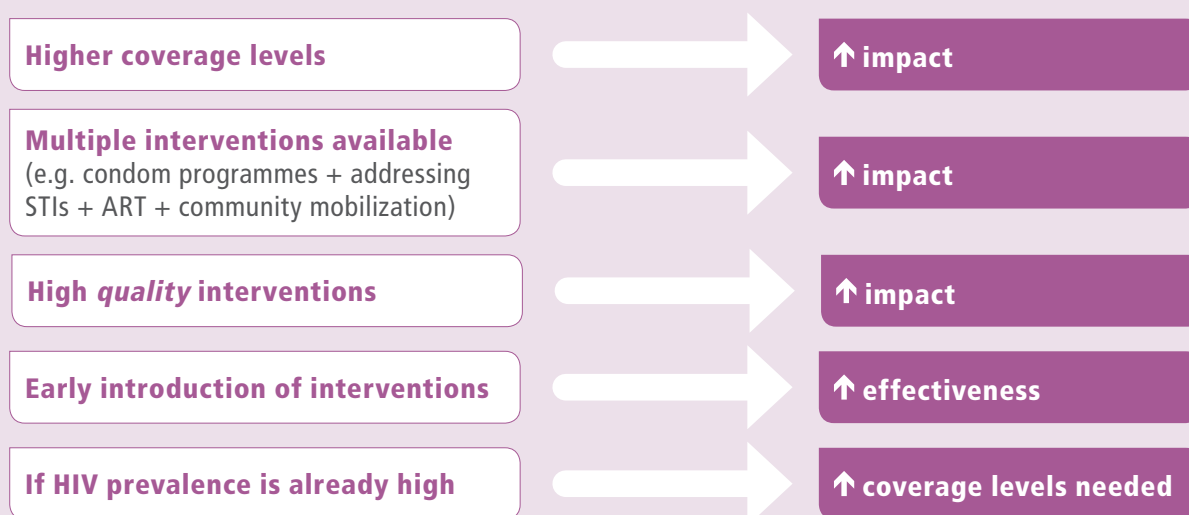 Higher coverage levels
↑ impact
Multiple interventions available
(e.g. condom programmes + addressing
STIs + ART + community mobilization)
↑ impact
High quality interventions
↑ impact
Early introduction of interventions
↑ effectiveness
If HIV prevalence is already high
↑ coverage levels needed